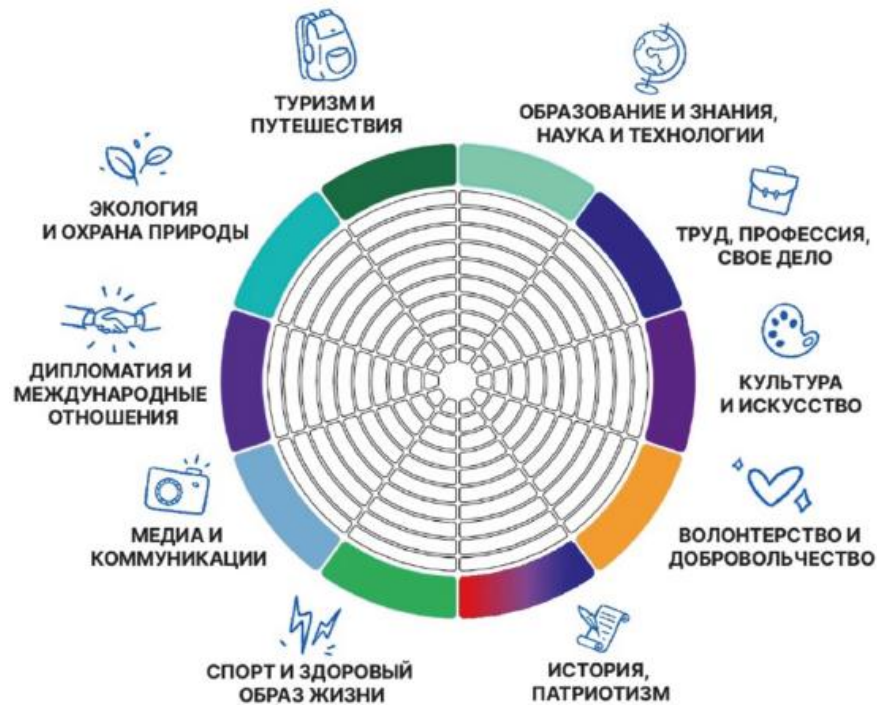 ТУРИЗМ И
ПУТЕШЕСТВИЯ
ОБРАЗОВАНИЕ И ЗНАНИЯ,
НАУКА И ТЕХНОЛОГИИ
ЭКОЛОГИЯ
И ОХРАНА ПРИРОДЫ
ТРУД, ПРОФЕССИЯ,
СВОЕ ДЕЛО
ДИПЛОМАТИЯ И
МЕЖДУНАРОДНЫЕ
ОТНОШЕНИЯ
КУЛЬТУРА
И ИСКУССТВО
МЕДИА И
КОММУНИКАЦИИ
ВОЛОНТЕРСТВО И
ДОБРОВОЛЬЧЕСТВО
СПОРТ И ЗДОРОВЫЙ
ОБРАЗ ЖИЗНИ
ИСТОРИЯ,
ПАТРИОТИЗМ